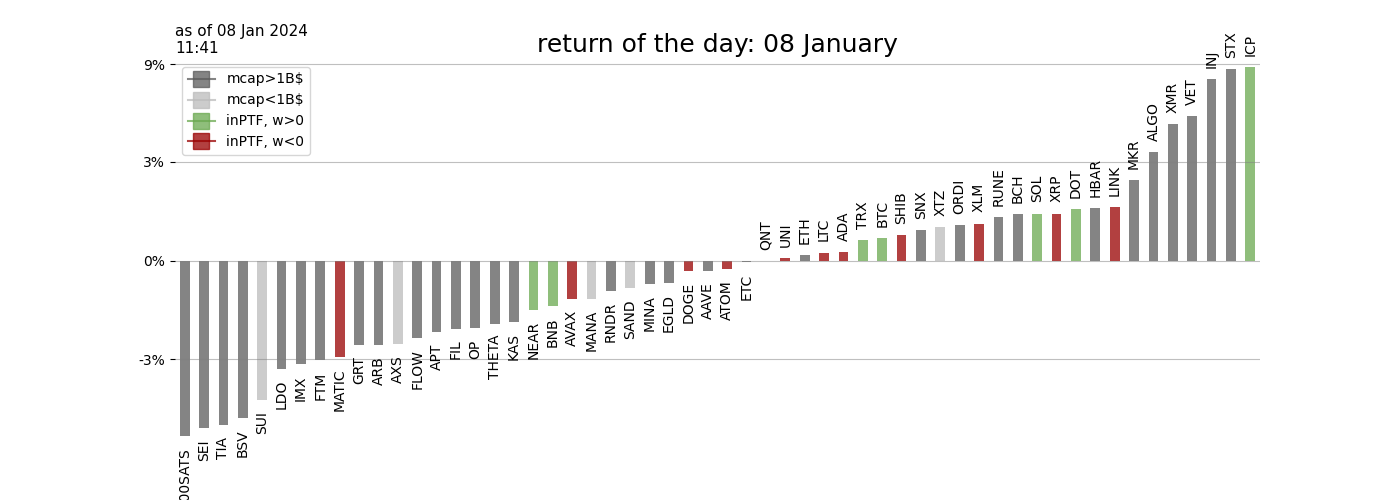 as of 08 Jan 2024
11:41
return of the day: 08 January
mcap>1B$
mcap<1B$
inPTF, w>0
inPTF, w<0
9%
3%
0%
-3%
00SATS
SEI
TIA
BSV
SUI
LDO
IMX
FTM
MATIC
GRT
ARB
AXS
FLOW
APT
FIL
OP
THETA
KAS
NEAR
BNB
AVAX
MANA
RNDR
SAND
MINA
EGLD
DOGE
AAVE
ATOM
ETC
QNT
UNI
ETH
LTC
ADA
TRX
BTC
SHIB
SNX
XTZ
ORDI
XLM
RUNE
BCH
SOL
XRP
DOT
HBAR
LINK
MKR
ALGO
XMR
VET
INJ
STX
ICP